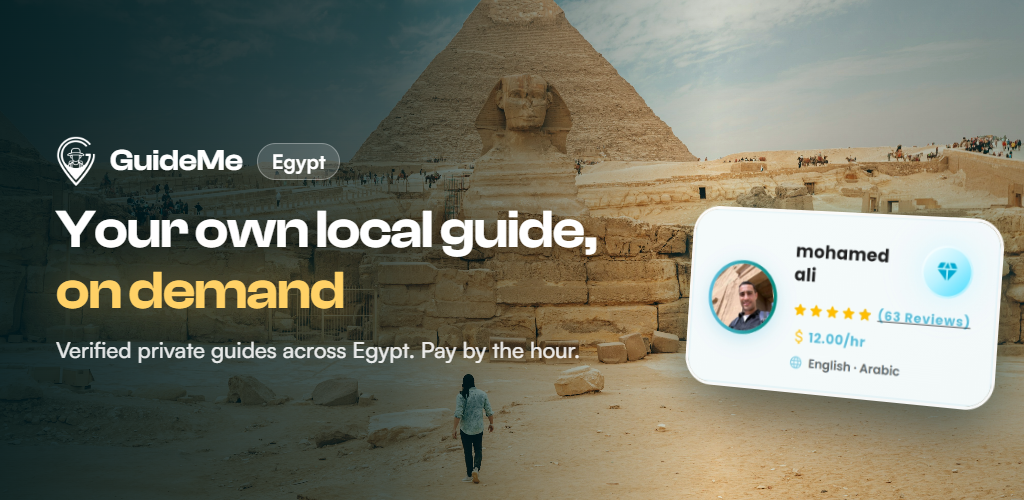 GuideMe Egypt
Your own local guide,
on demand
Verified private guides across Egypt. Pay by the hour.
mohamed
ali
(63 Reviews)
$ 12.00/hr
English · Arabic